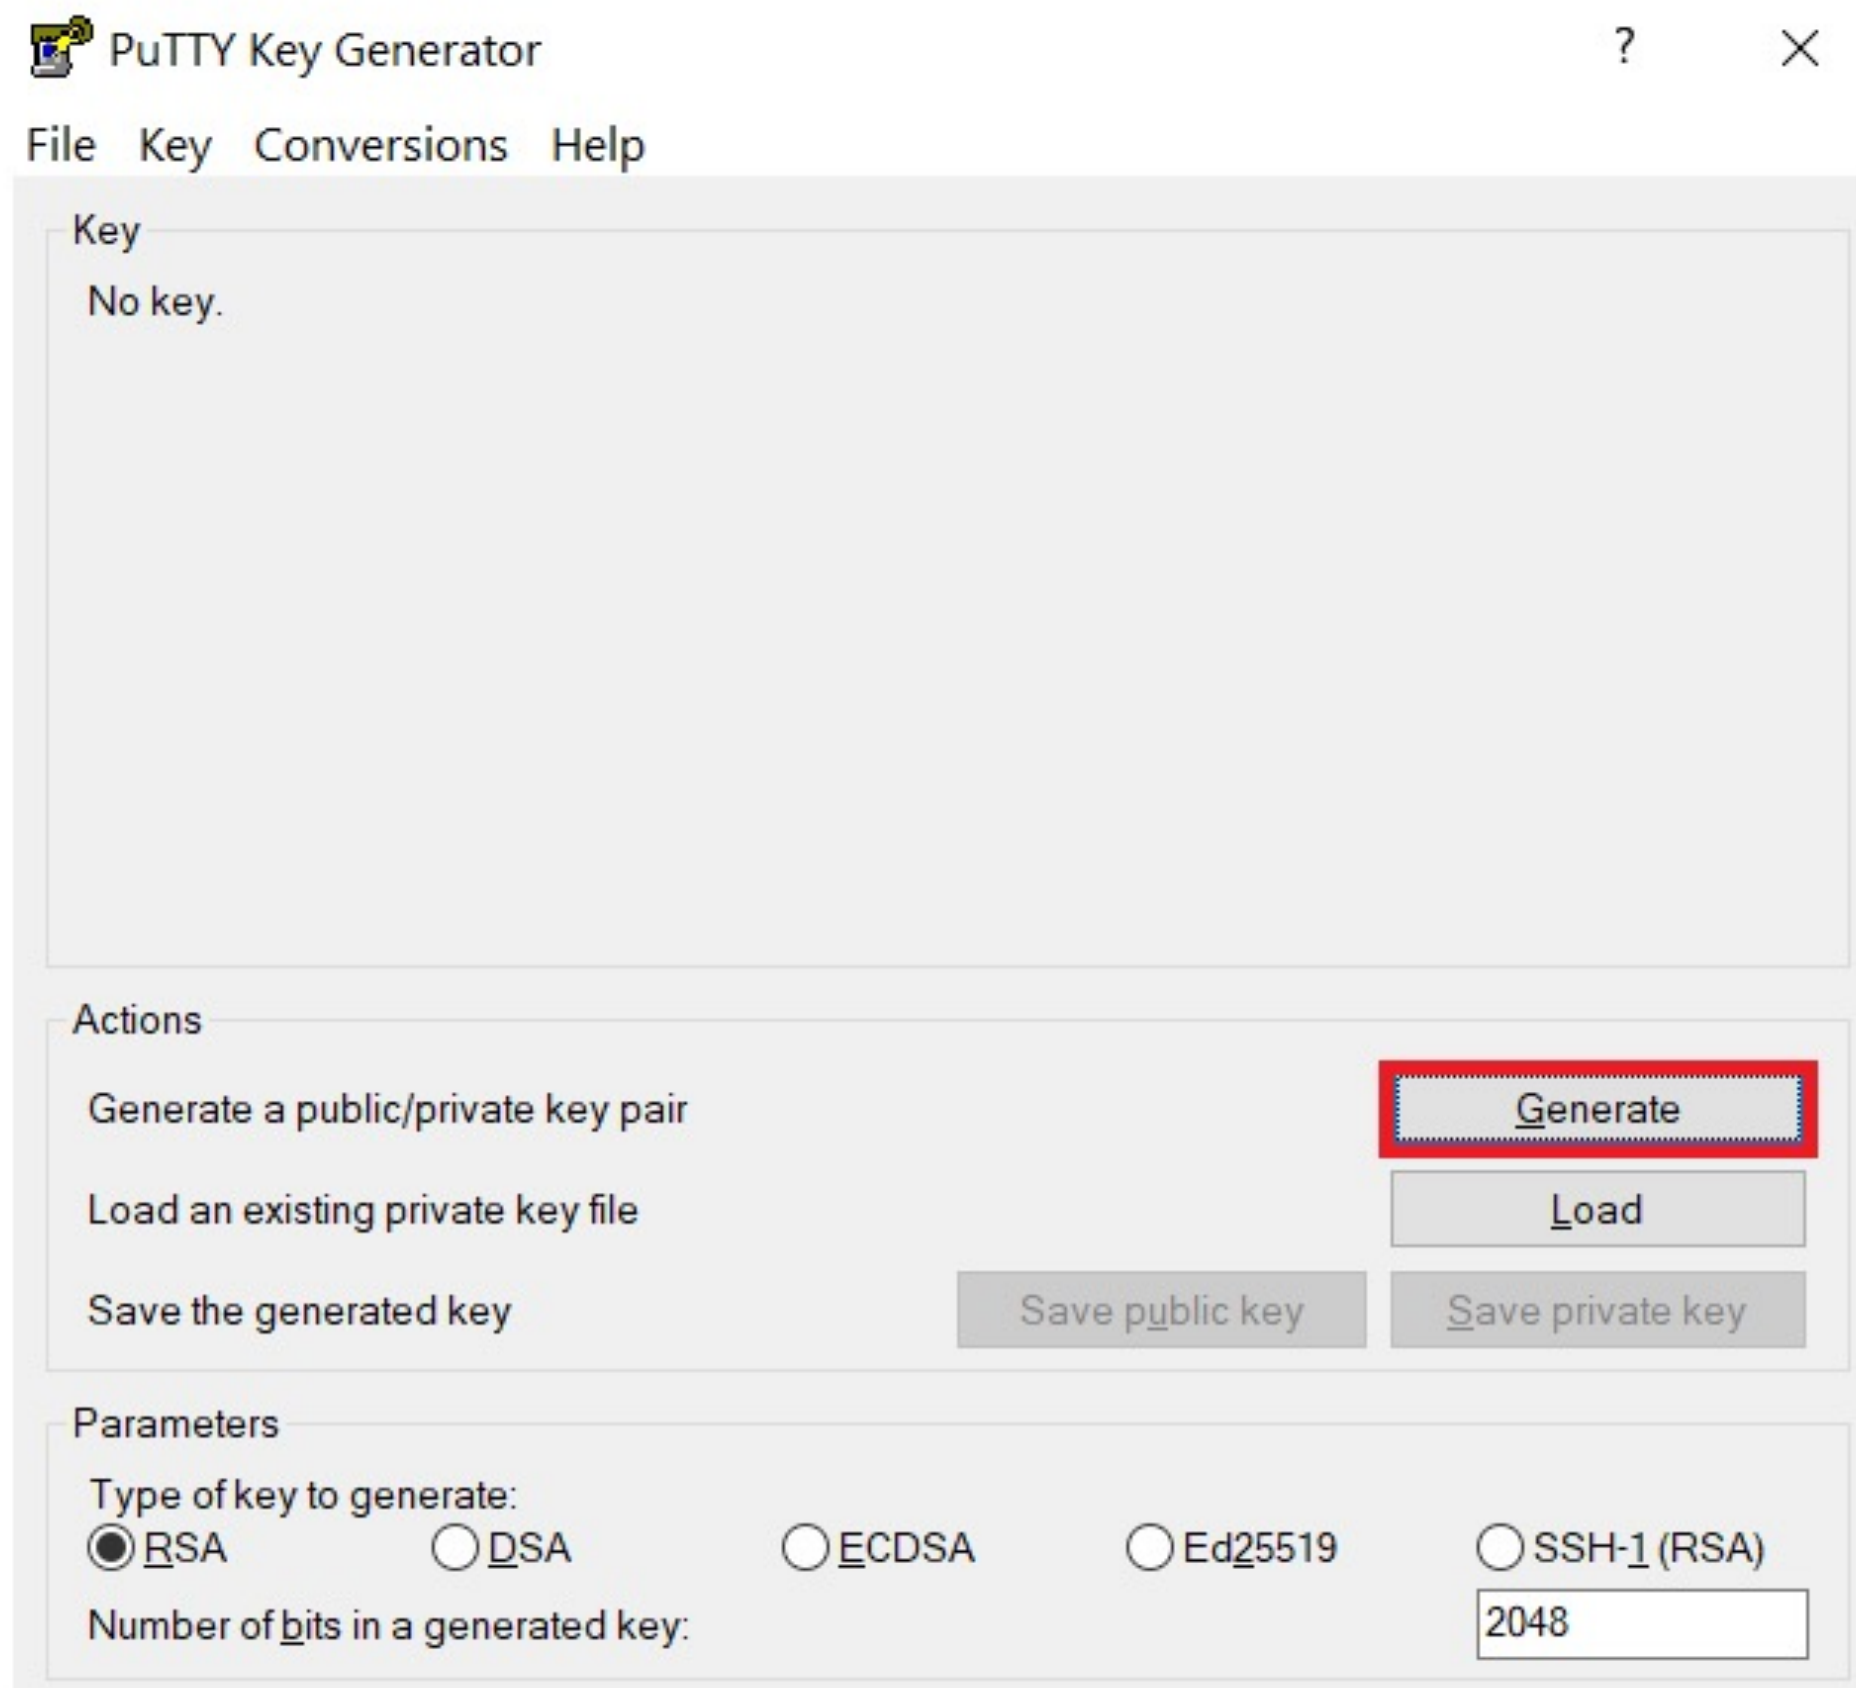 PuTTY Key Generator ?
File Key Conversions Help
Key
No key.
Actions
Generate a public/private key pair Generate
Load an existing private key file Load
Save the generated key Save public key Save private key
Parameters
Type of key to generate:
RSA DSA ECDSA Ed25519 SSH-1 (RSA)
Number of bits in a generated key: 2048